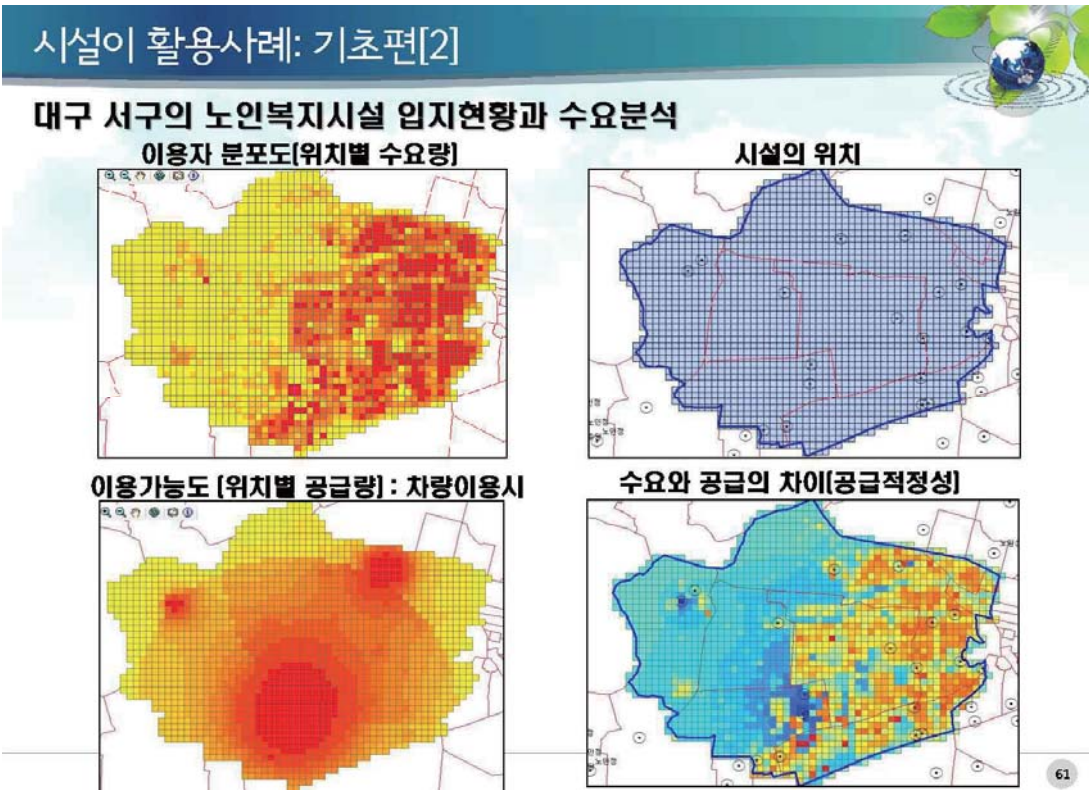 시설이 활용사례: 기초편[2]
대구 서구의 노인복지시설 입지현황과 수요분석
이용자 분포도(위치별 수요량)
시설의 위치
이용가능도 (위치별 공급량) : 차량이용시
수요와 공급의 차이(공급적정성)
61